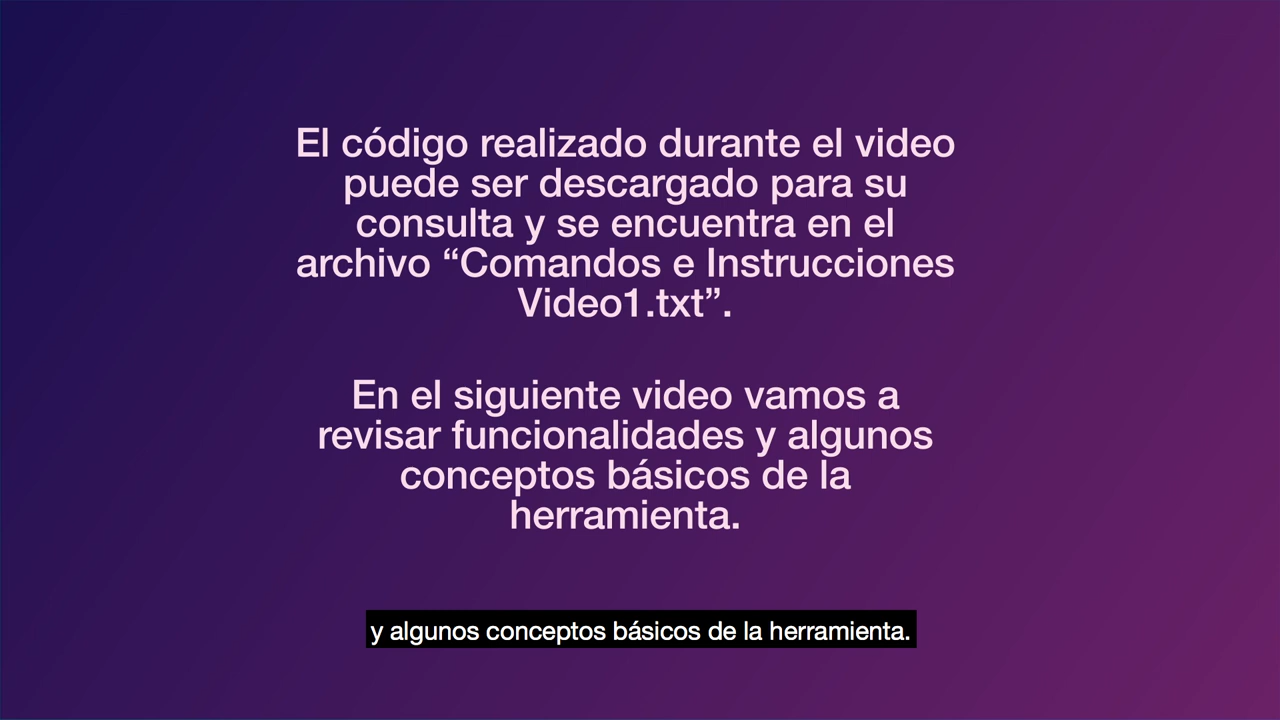 El código realizado durante el video
puede ser descargado para su
consulta y se encuentra en el
archivo “Comandos e Instrucciones
Video1.txt”.
En el siguiente video vamos a
revisar funcionalidades y algunos
conceptos básicos de la
herramienta.
y algunos conceptos básicos de la herramienta.